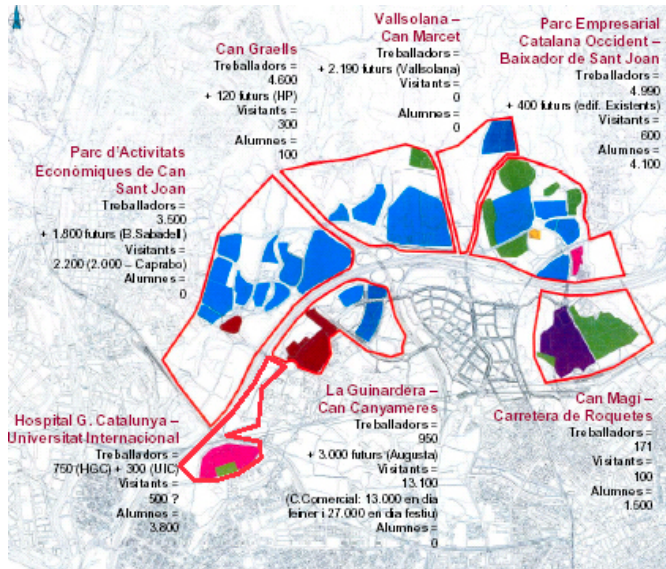 Vallsolana –
Can Marcet
Treballadors =
+ 2.190 futurs (Vallsolana)
Visitants =
0
Alumnes =
0
Parc Empresarial
Catalana Occident –
Baixador de Sant Joan
Treballadors =
4.990
+ 400 futurs (edif. Existents)
Visitants =
600
Alumnes =
4.100
Can Graells
Treballadors =
4.600
+ 120 futurs (HP)
Visitants =
300
Alumnes =
100
Parc d'Activitats
Econòmiques de Can
Sant Joan
Treballadors =
3.500
+ 1.800 futurs (B.Sabadell)
Visitants =
2.200 (2.000 – Caprabo)
Alumnes =
0
Hospital G. Catalunya –
Universitat Internacional
Treballadors =
750 (HGC) + 300 (UIC)
Visitants =
500 ?
Alumnes =
3.800
La Guinardera –
Can Canyameres
Treballadors =
950
+ 3.000 futurs (Augusta)
Visitants =
13.100
(C.Comercial: 13.000 en dia
feiner i 27.000 en dia festiu)
Alumnes =
0
Can Magí –
Carretera de Roquetes
Treballadors =
171
Visitants =
100
Alumnes =
1.500